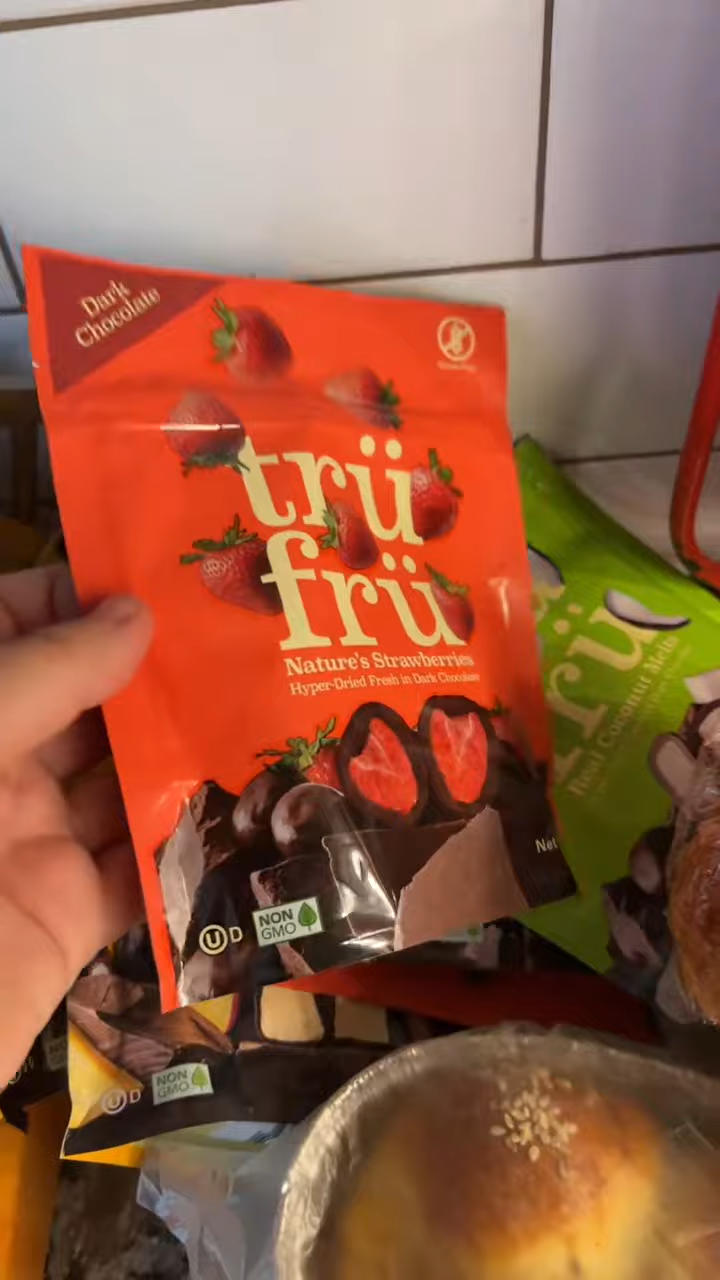 Dark
Chocolate
trü
frü
Nature's Strawberries
Hyper-Dried Fresh in Dark Chocolate
Net
U D
NON
GMO
rü
Real Coconut Melts
U D
NON
GMO